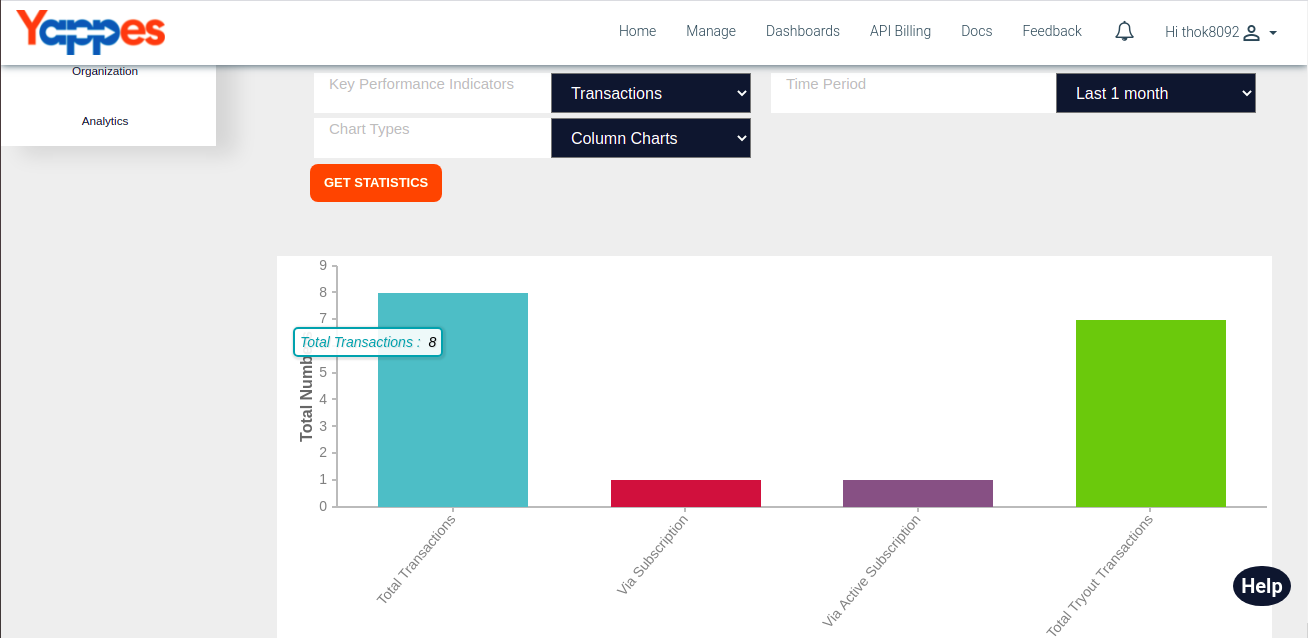 Yappes
Home Manage Dashboards API Billing Docs Feedback Hi thok8092
Organization
Analytics
Key Performance Indicators Transactions Time Period Last 1 month
Chart Types Column Charts
GET STATISTICS
9
8
7
Total Transactions : 8
5
4
3
2
1
0
Total
Total Transactions
Via Subscription
Via Active Subscription
Total Tryout Transactions
Help